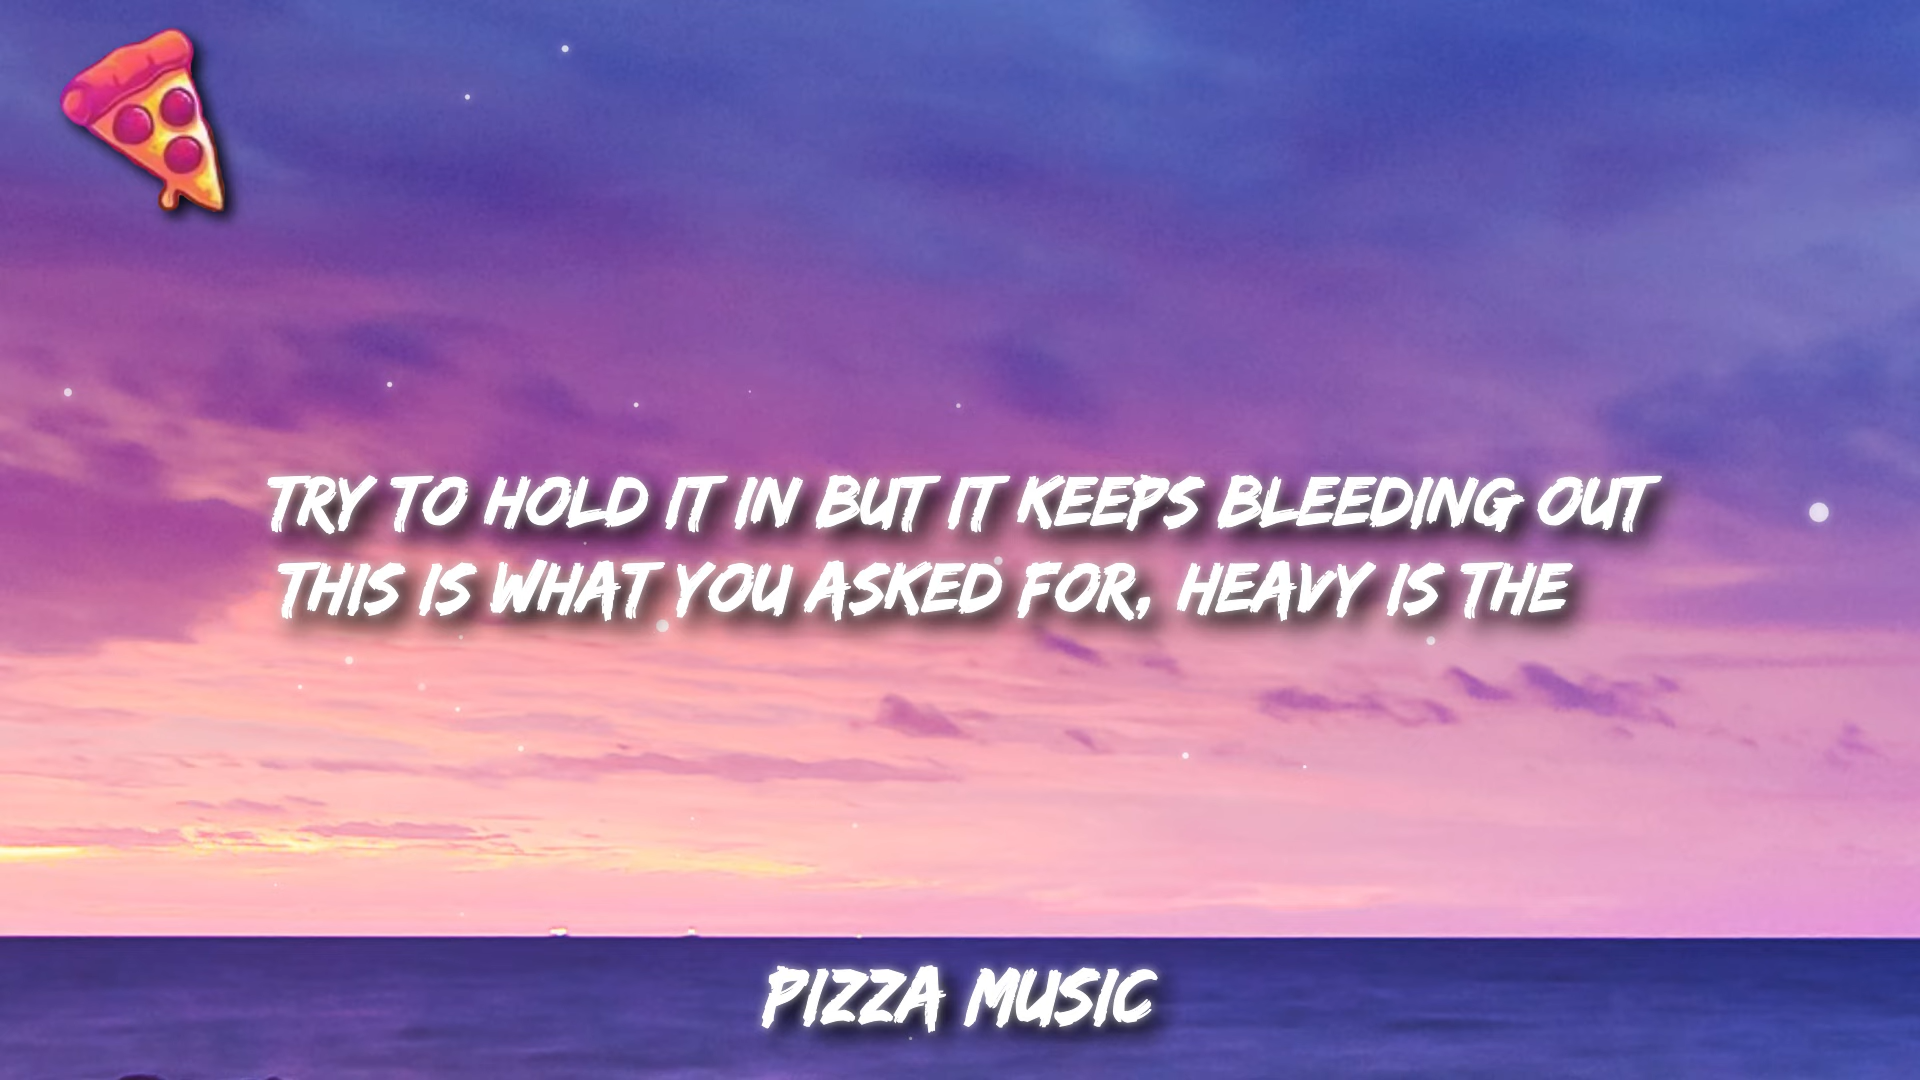 TRY TO HOLD IT IN BUT IT KEEPS BLEEDING OUT
THIS IS WHAT YOU ASKED FOR, HEAVY IS THE
PIZZA MUSIC